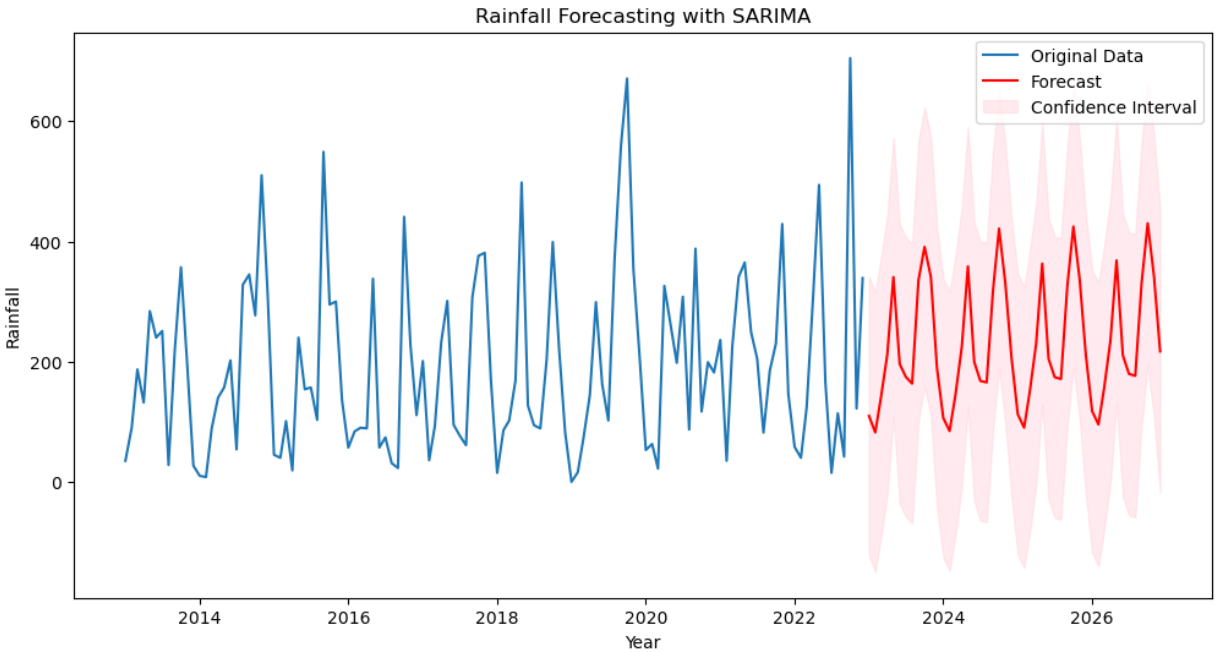 Rainfall Forecasting with SARIMA
Original Data
Forecast
Confidence Interval
Rainfall
600
400
200
0
2014
2016
2018
2020
2022
2024
2026
Year